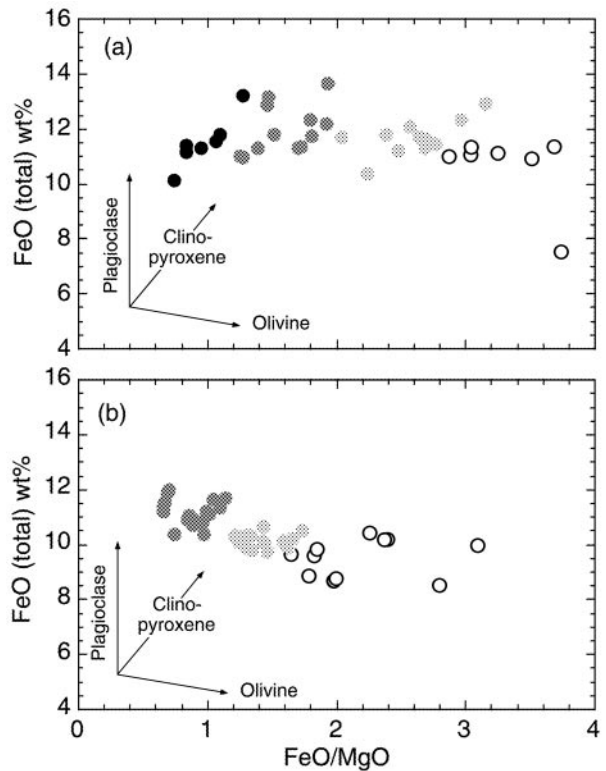 16
(a)
14
12
10
8
6
4
FeO (total) wt%
Plagioclase
Clino-
pyroxene
Olivine
16
(b)
14
12
10
8
6
4
FeO (total) wt%
Plagioclase
Clino-
pyroxene
Olivine
0 1 2 3 4
FeO/MgO